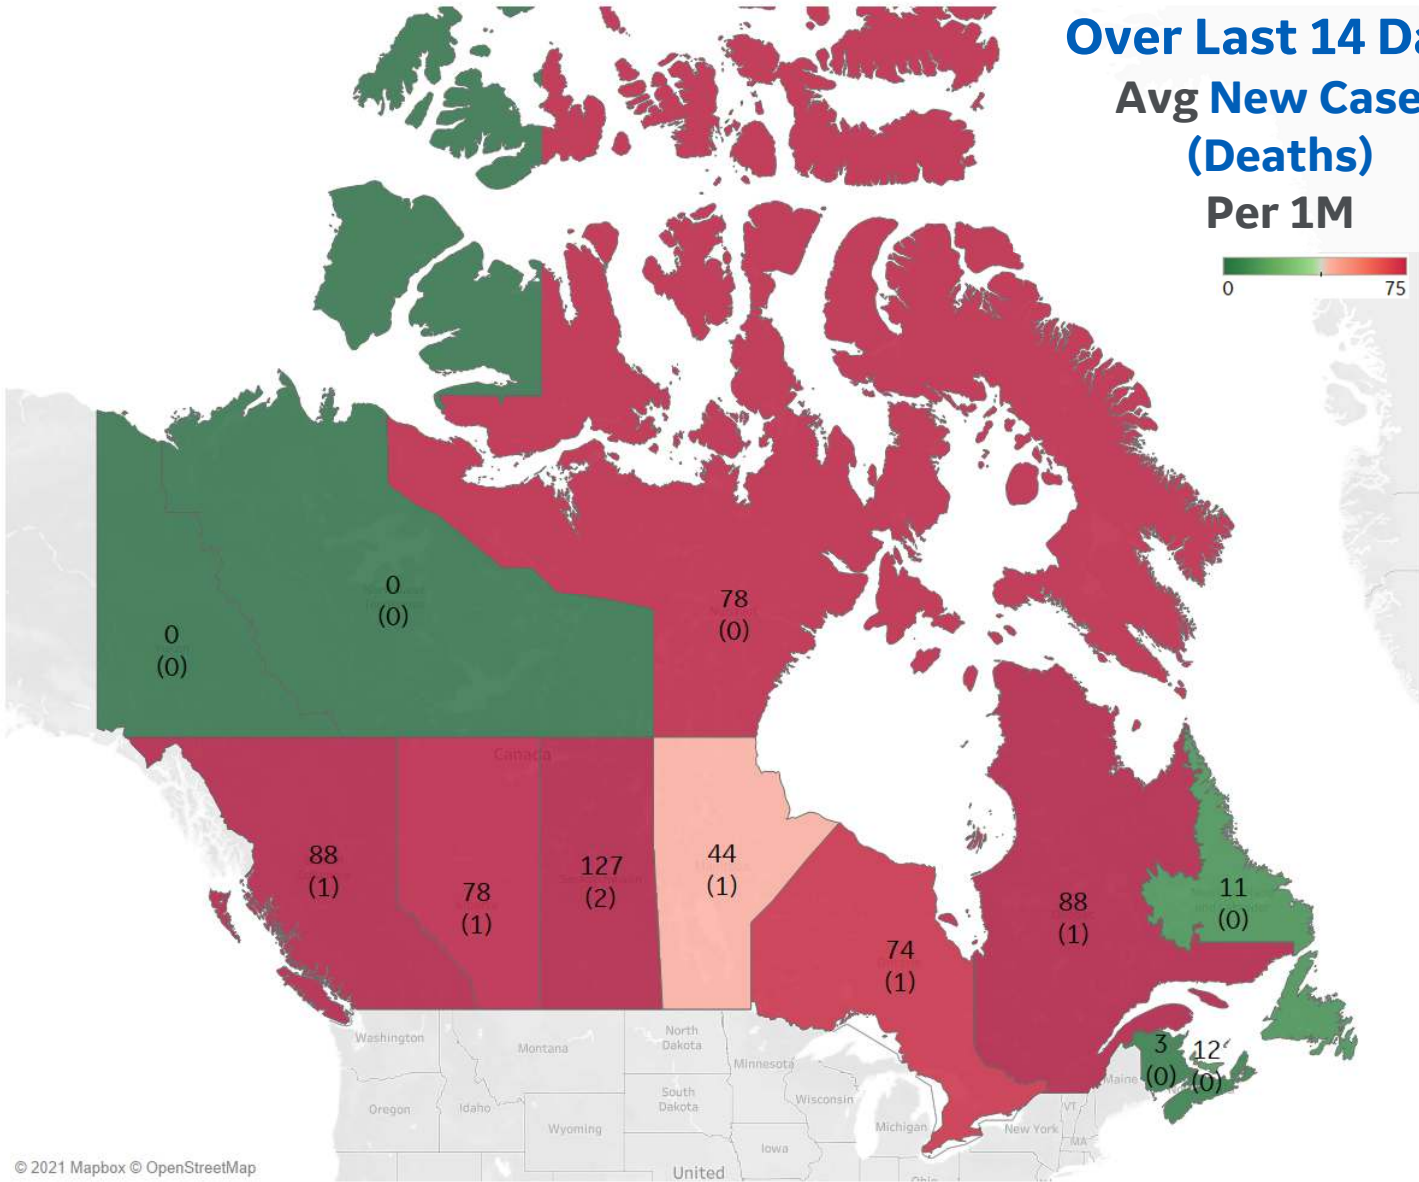 Over Last 14 Da
Avg New Case
(Deaths)
Per 1M
0
75
0
(0)
0
(0)
78
(0)
Canada
88
(1)
78
(1)
127
(2)
44
(1)
74
(1)
88
(1)
11
(0)
3
(0)
12
(0)
Washington
Montana
North
Dakota
Minnesota
Oregon
Idaho
South
Dakota
Wisconsin
Wyoming
Michigan
New York
VT
MA
Maine
Iowa
United
Ohio
© 2021 Mapbox © OpenStreetMap